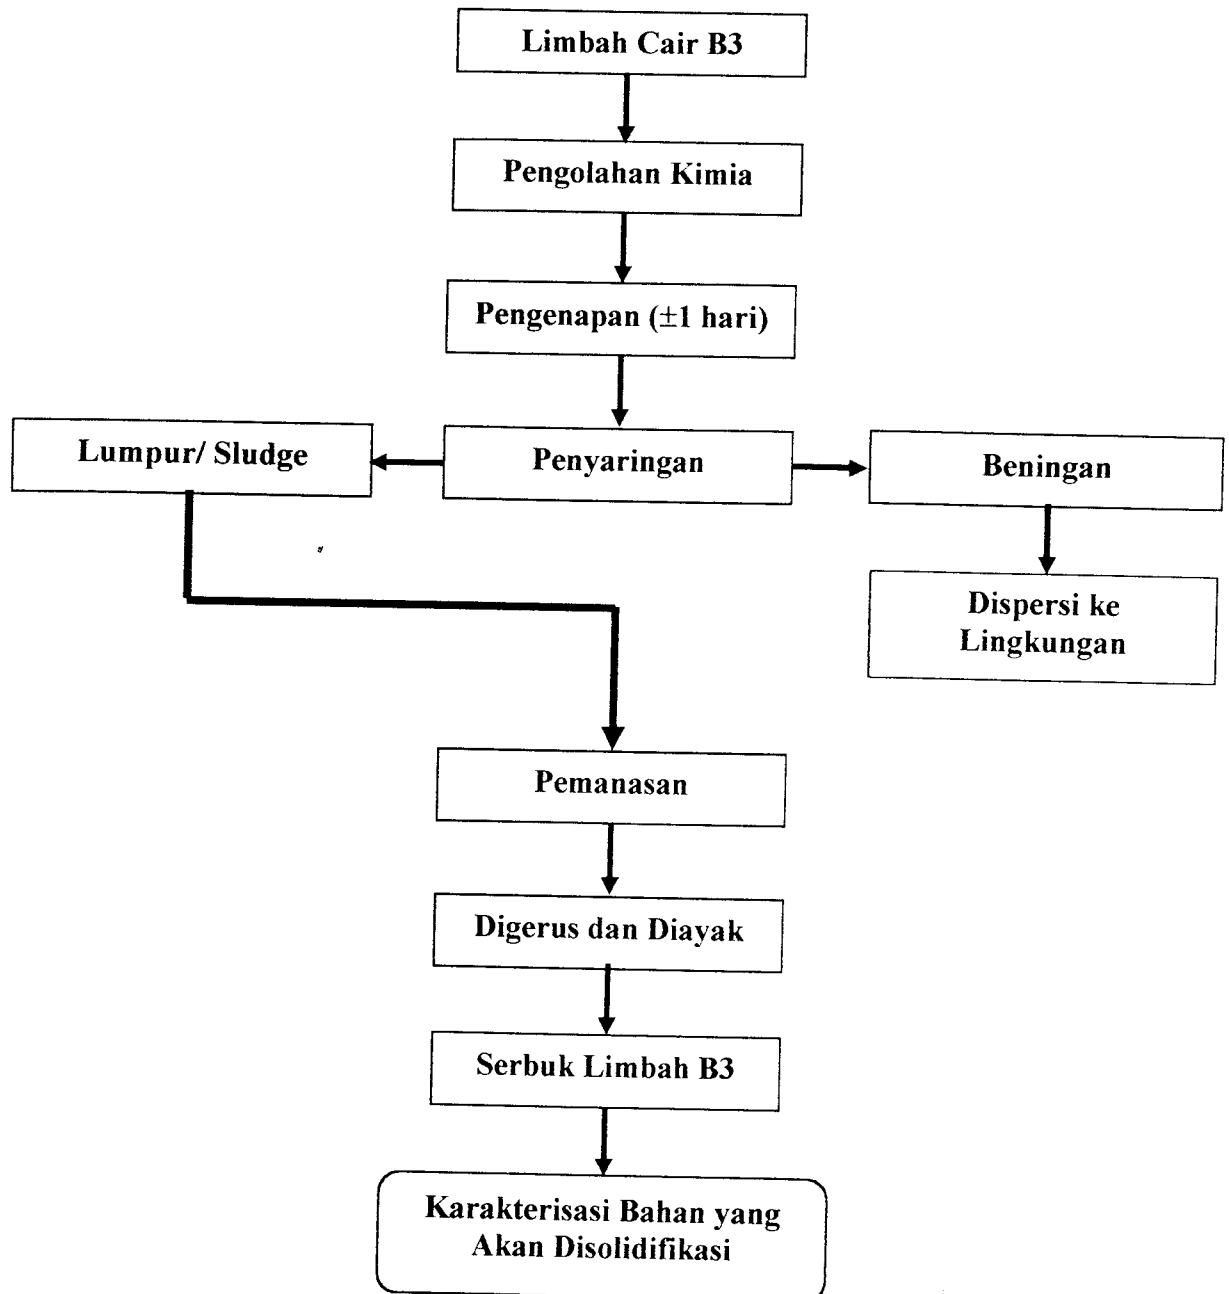 Limbah Cair B3
Pengolahan Kimia
Pengenapan (±1 hari)
Lumpur/ Sludge
Penyaringan
Beningan
Dispersi ke
Lingkungan
Pemanasan
Digerus dan Diayak
Serbuk Limbah B3
Karakterisasi Bahan yang
Akan Disolidifikasi